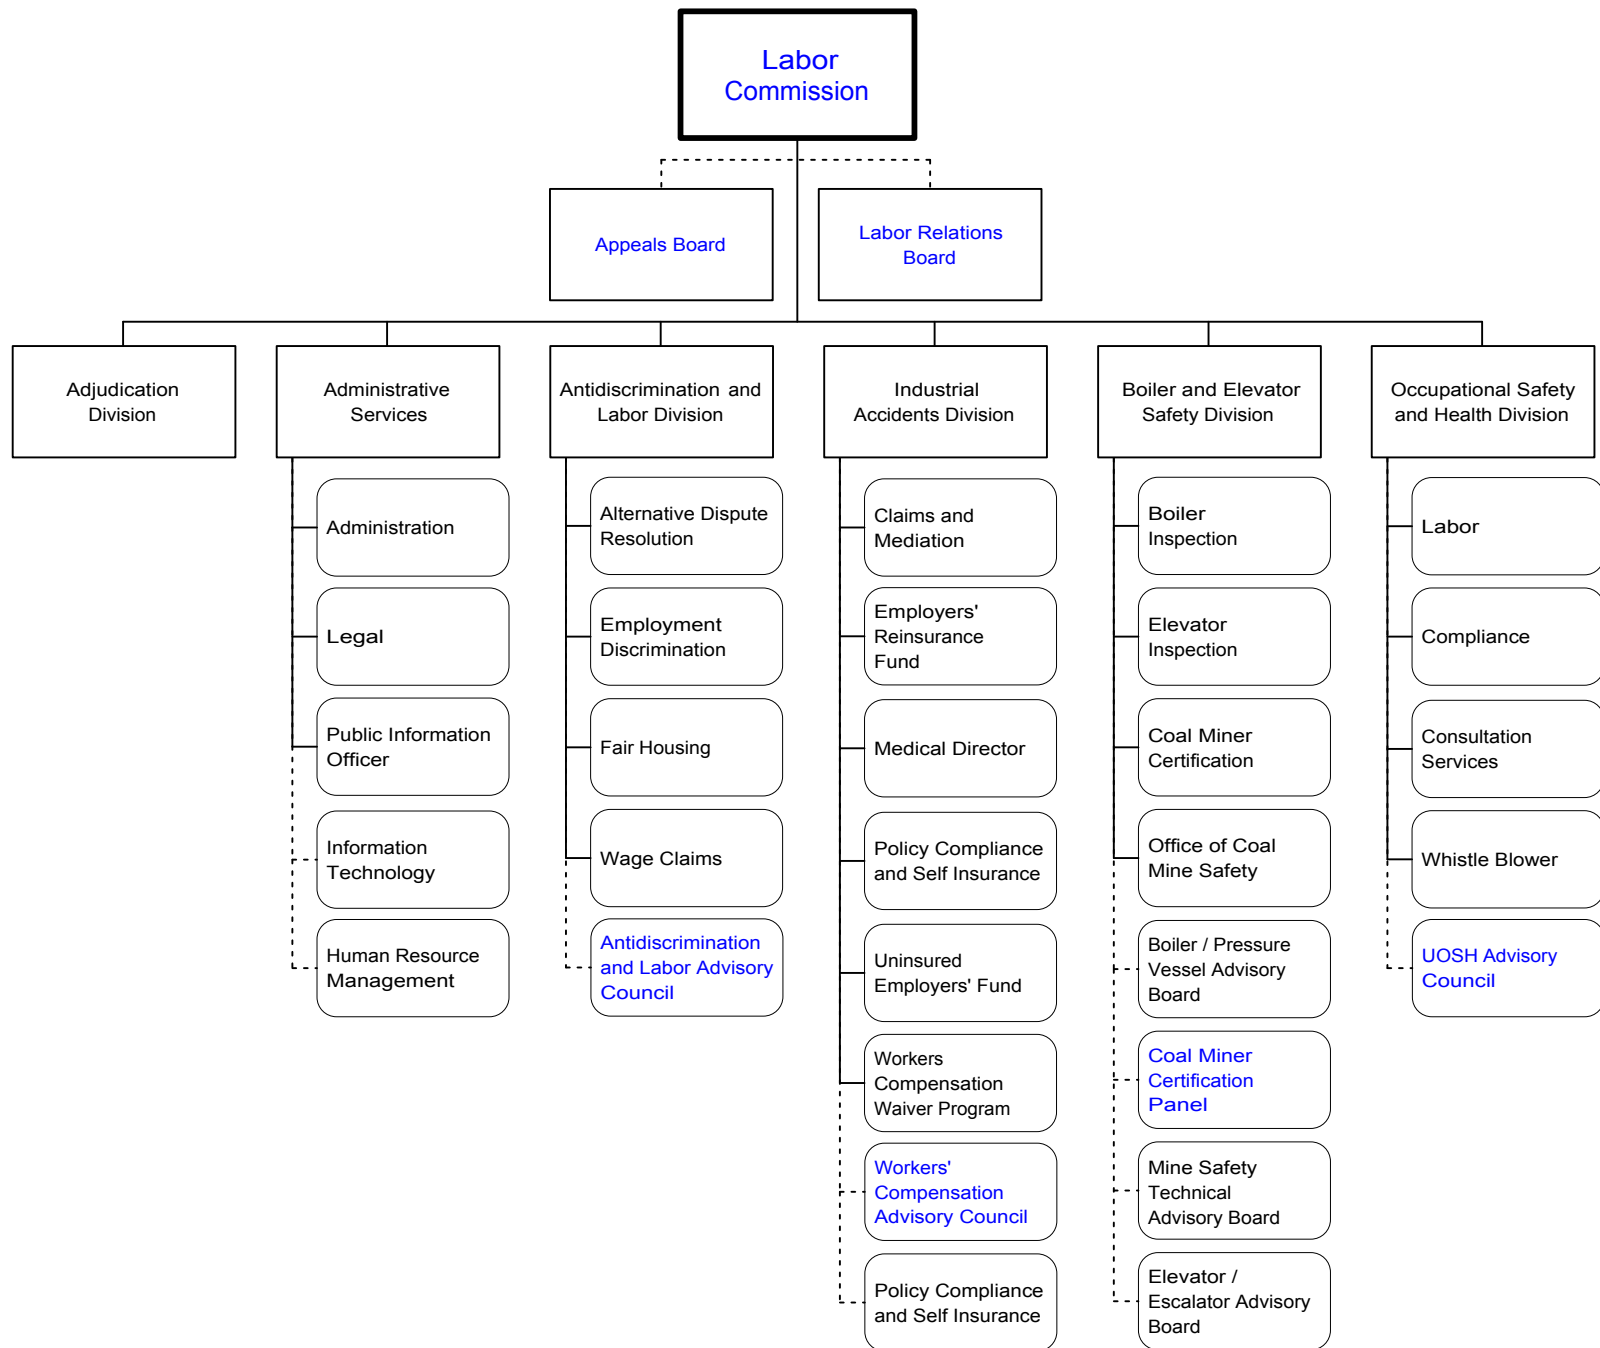 Labor
Commission
Appeals Board
Labor Relations
Board
Adjudication
Division
Administrative
Services
Antidiscrimination and
Labor Division
Industrial
Accidents Division
Boiler and Elevator
Safety Division
Occupational Safety
and Health Division
Administration
Legal
Public Information
Officer
Information
Technology
Human Resource
Management
Alternative Dispute
Resolution
Employment
Discrimination
Fair Housing
Wage Claims
Antidiscrimination
and Labor Advisory
Council
Claims and
Mediation
Employers'
Reinsurance
Fund
Medical Director
Policy Compliance
and Self Insurance
Uninsured
Employers' Fund
Workers
Compensation
Waiver Program
Workers'
Compensation
Advisory Council
Policy Compliance
and Self Insurance
Boiler
Inspection
Elevator
Inspection
Coal Miner
Certification
Office of Coal
Mine Safety
Boiler / Pressure
Vessel Advisory
Board
Coal Miner
Certification
Panel
Mine Safety
Technical
Advisory Board
Elevator /
Escalator Advisory
Board
Labor
Compliance
Consultation
Services
Whistle Blower
UOSH Advisory
Council